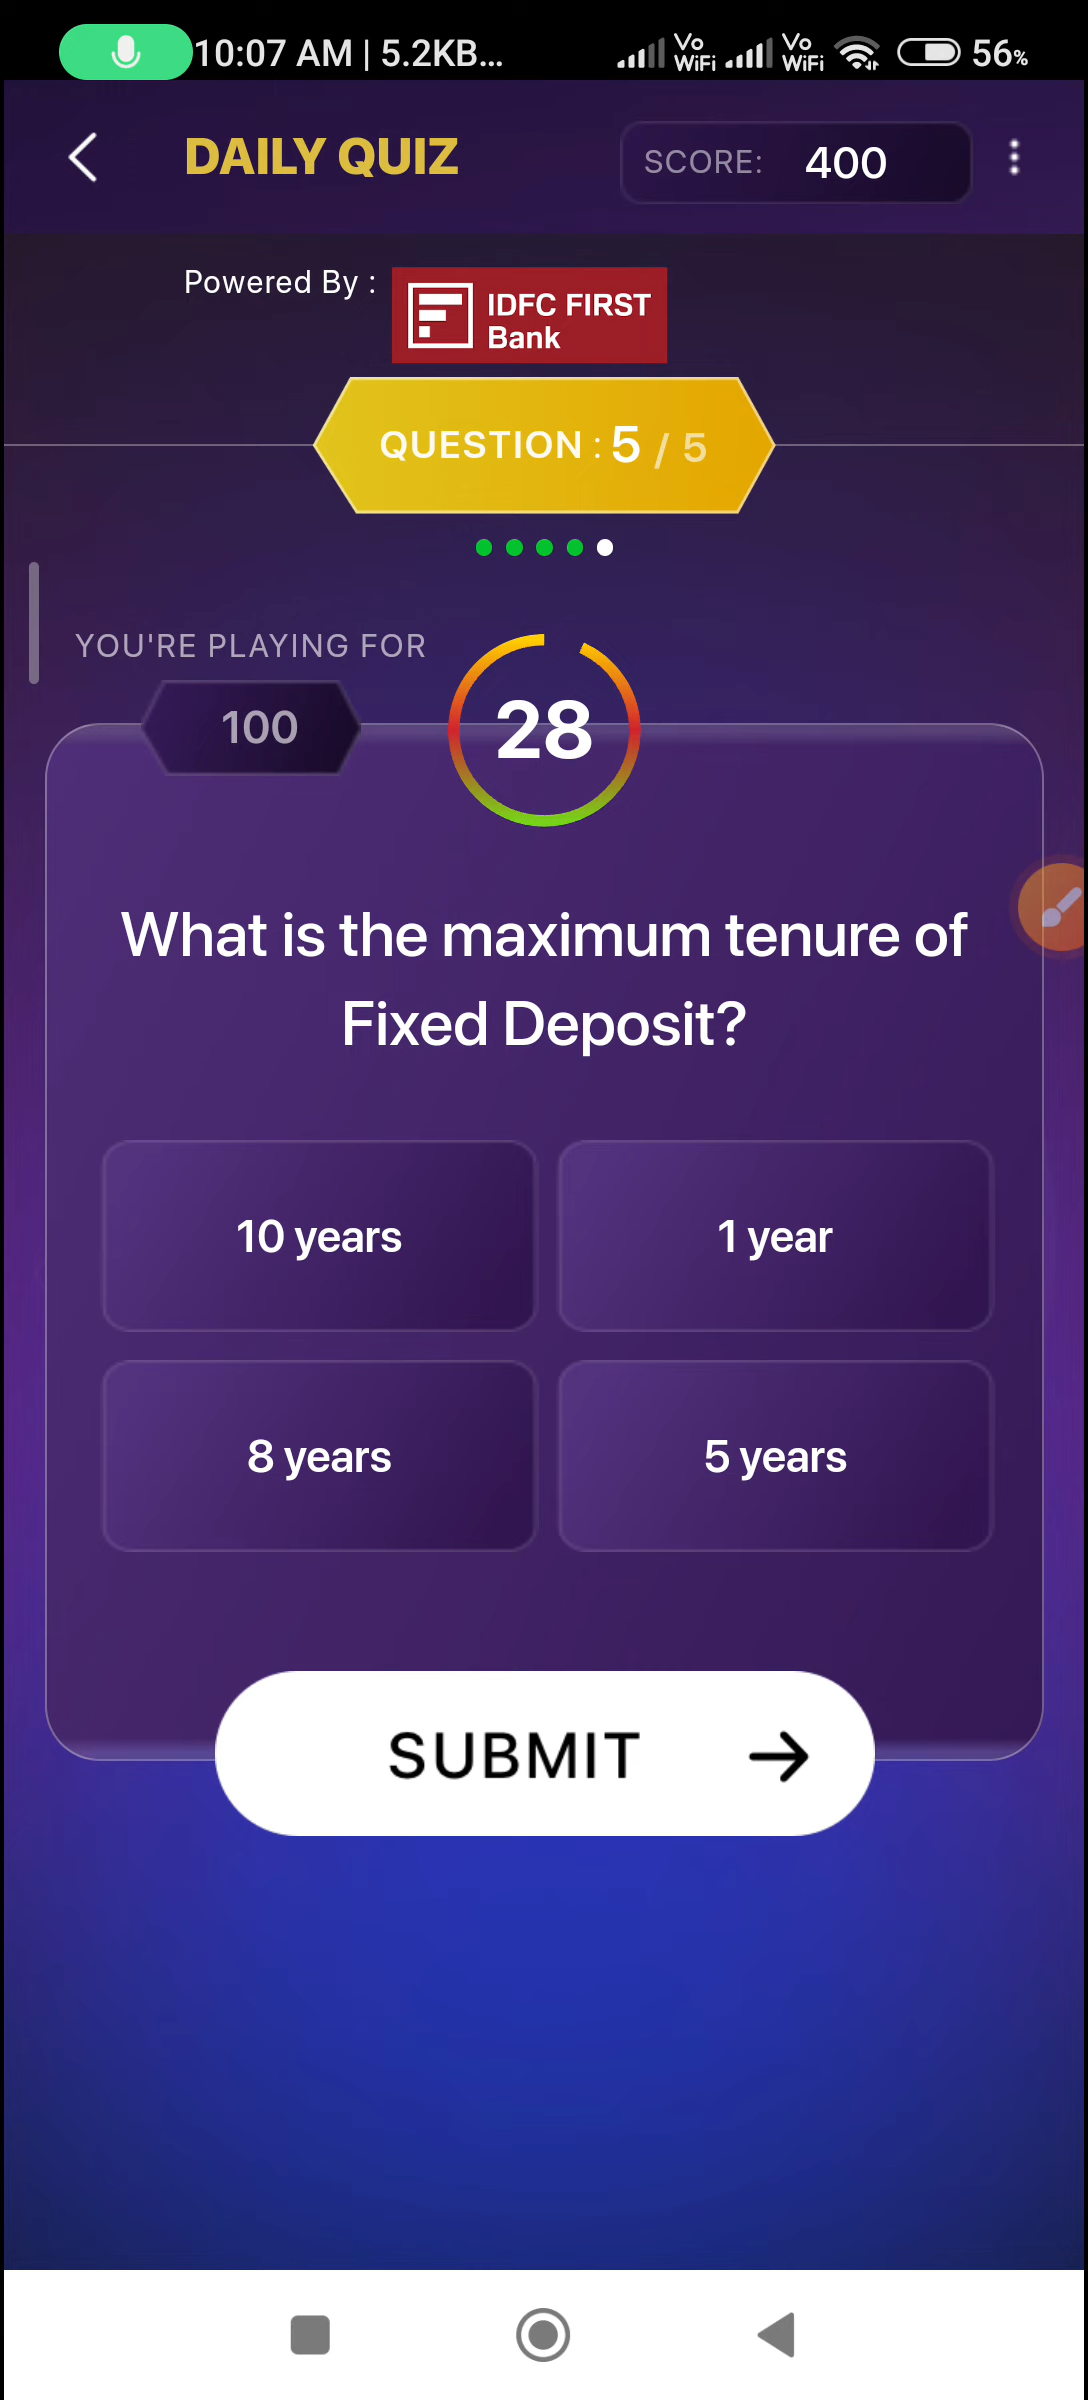 10:07 AM | 5.2KB... Vo WiFi Vo WiFi 56%
DAILY QUIZ SCORE: 400
Powered By : IDFC FIRST
Bank
QUESTION : 5 / 5
YOU'RE PLAYING FOR
100 28
What is the maximum tenure of
Fixed Deposit?
10 years 1 year
8 years 5 years
SUBMIT